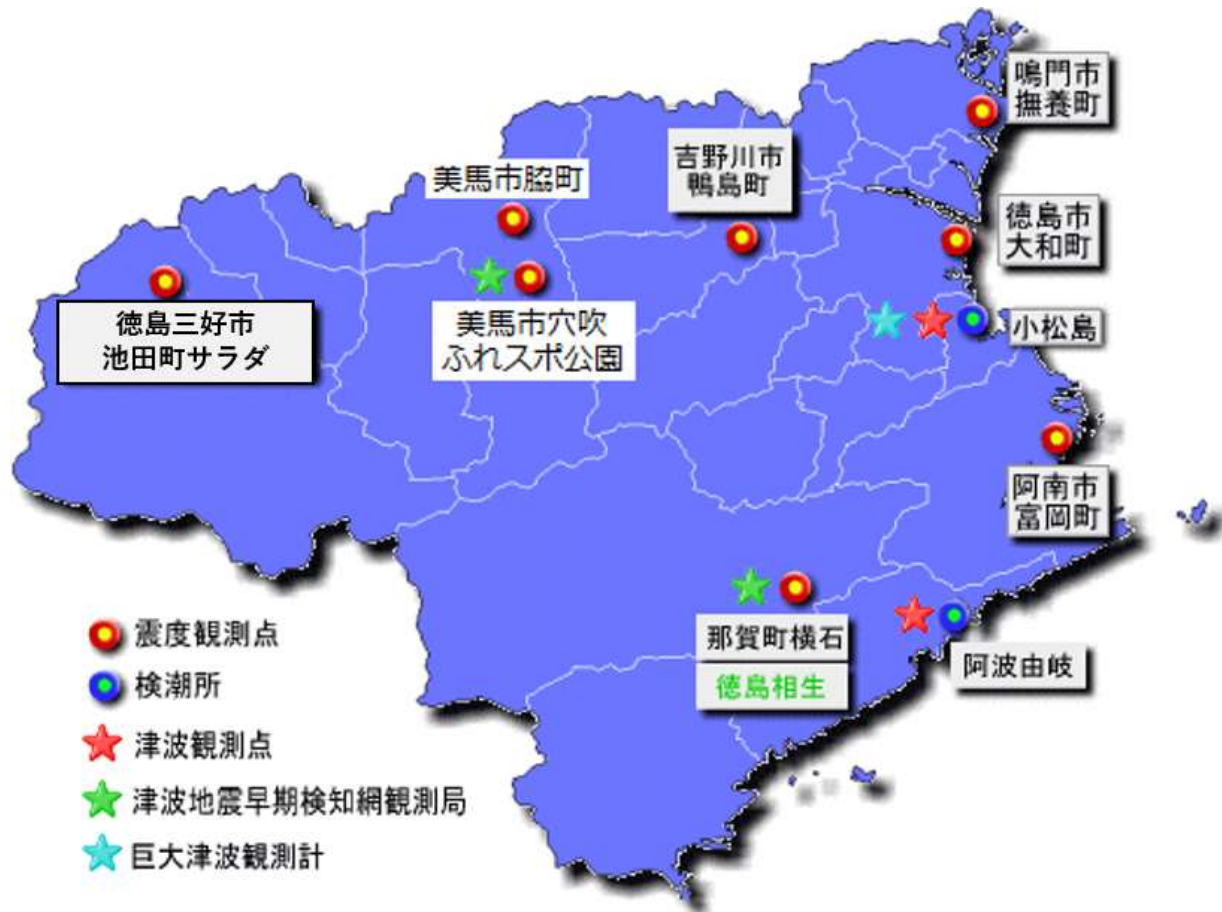 鳴門市
撫養町
吉野川市
鴨島町
美馬市脇町
徳島市
大和町
徳島三好市
池田町サラダ
美馬市穴吹
ふれスポ公園
小松島
阿南市
富岡町
那賀町横石
徳島相生
阿波由岐
震度観測点
検潮所
津波観測点
津波地震早期検知網観測局
巨大津波観測計